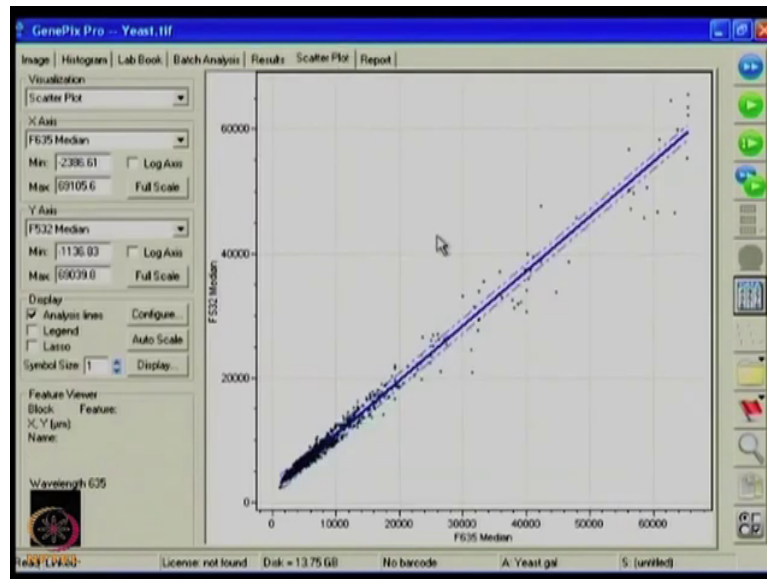 GenePix Pro -- Yeast.tif
Image Histogram Lab Book Batch Analysis Results Scatter Plot Report
Visualization
Scatter Plot
X Axis
F635 Median
Min: -2386.61 Log Axis
Max: 69105.6 Full Scale
Y Axis
F532 Median
Min: -1136.83 Log Axis
Max: 69039.8 Full Scale
Display
Analysis lines Configure...
Legend
Lasso Auto Scale
Symbol Size 1 Display...
Feature Viewer
Block Feature:
X, Y (µm)
Name:
Wavelength 635
60000
40000
20000
0
F532 Median
0 10000 20000 30000 40000 50000 60000
F635 Median
License: not found Disk = 13.75 GB No barcode A: Yeast.gal S: (untitled)